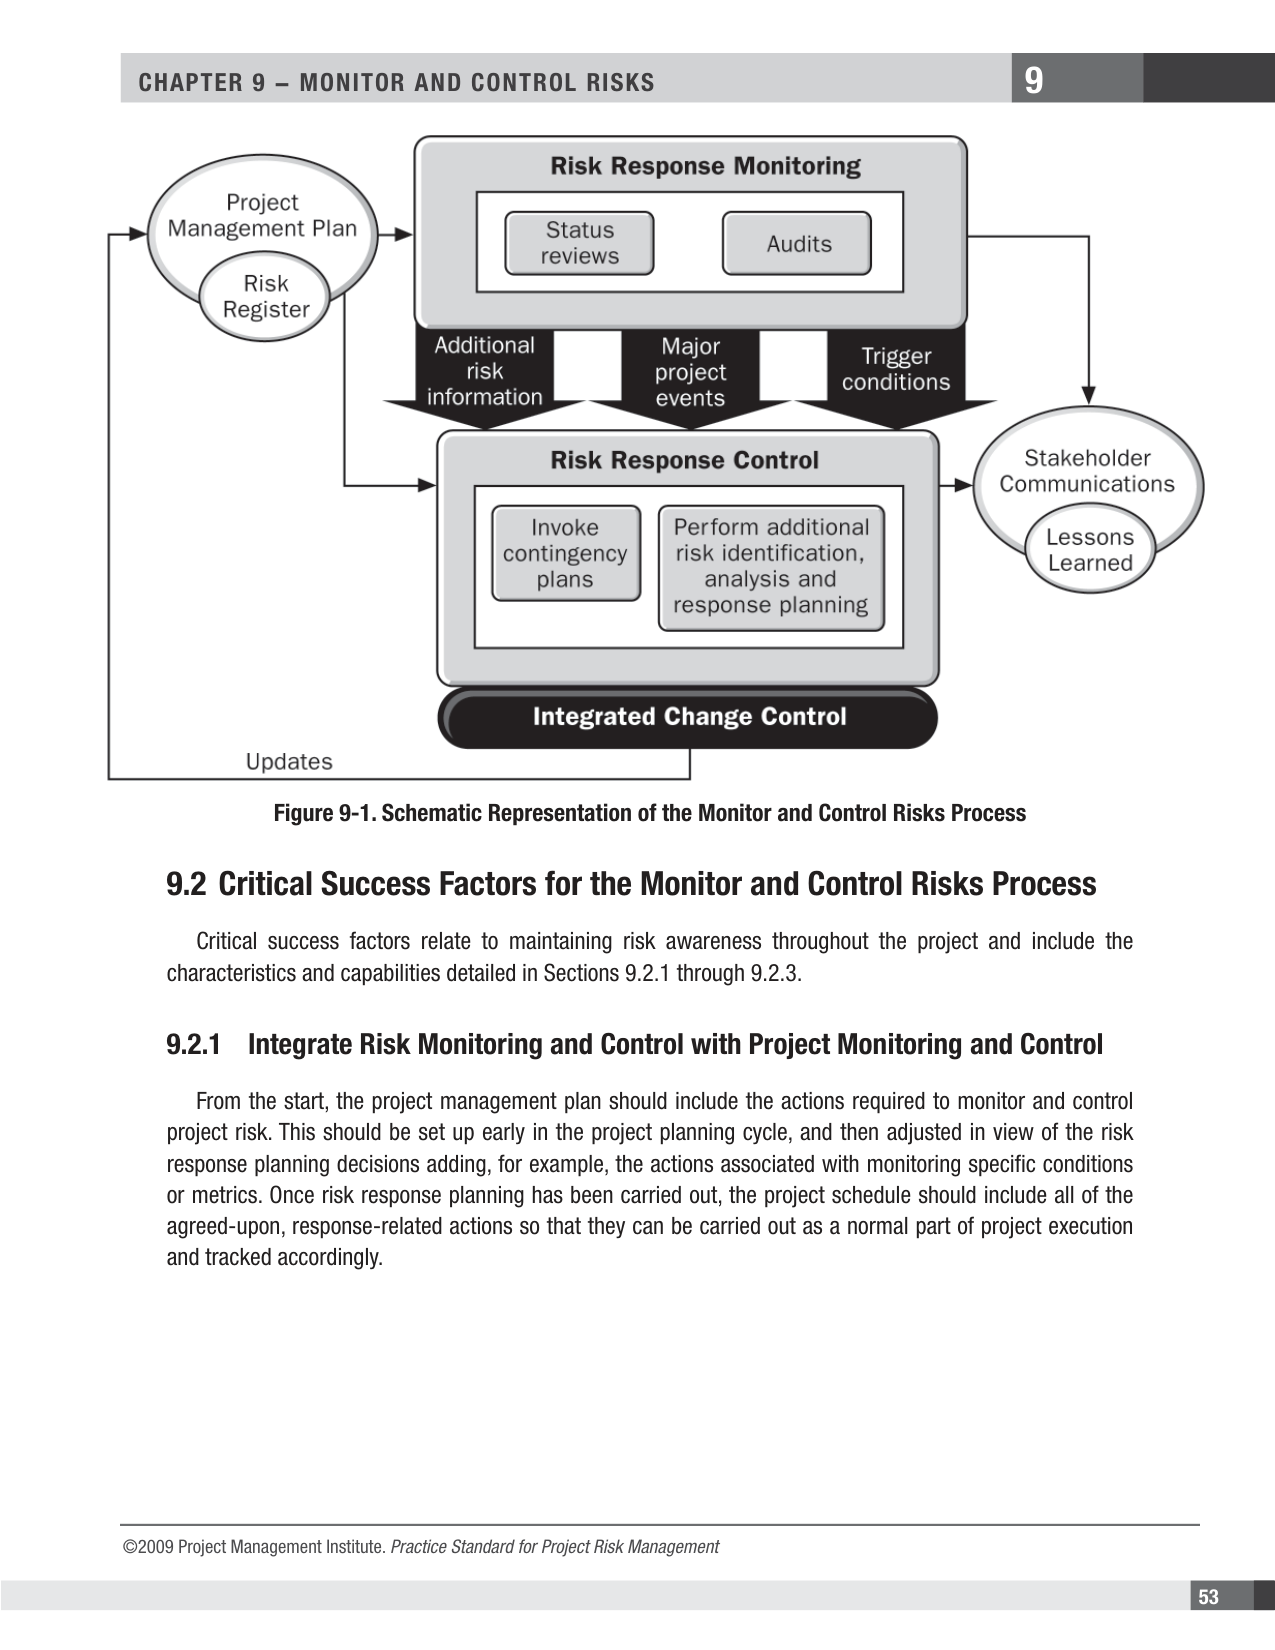 CHAPTER 9 – MONITOR AND CONTROL RISKS
9
Project
Management Plan
Risk
Register
Risk Response Monitoring
Status
reviews
Audits
Additional
risk
information
Major
project
events
Trigger
conditions
Risk Response Control
Invoke
contingency
plans
Perform additional
risk identification,
analysis and
response planning
Stakeholder
Communications
Lessons
Learned
Integrated Change Control
Updates
Figure 9-1. Schematic Representation of the Monitor and Control Risks Process
9.2 Critical Success Factors for the Monitor and Control Risks Process
Critical success factors relate to maintaining risk awareness throughout the project and include the
characteristics and capabilities detailed in Sections 9.2.1 through 9.2.3.
9.2.1 Integrate Risk Monitoring and Control with Project Monitoring and Control
From the start, the project management plan should include the actions required to monitor and control
project risk. This should be set up early in the project planning cycle, and then adjusted in view of the risk
response planning decisions adding, for example, the actions associated with monitoring specific conditions
or metrics. Once risk response planning has been carried out, the project schedule should include all of the
agreed-upon, response-related actions so that they can be carried out as a normal part of project execution
and tracked accordingly.
©2009 Project Management Institute. Practice Standard for Project Risk Management
53